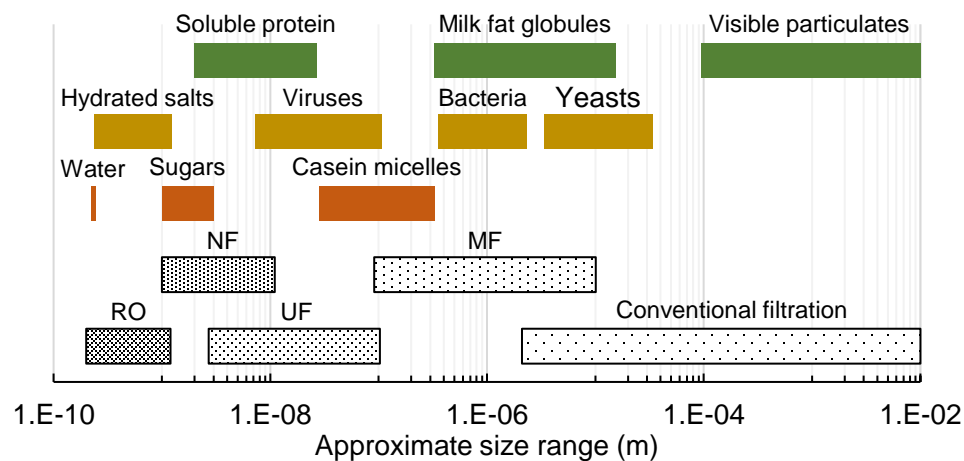 Soluble protein Milk fat globules Visible particulates
Hydrated salts Viruses Bacteria Yeasts
Water Sugars Casein micelles
NF MF
RO UF Conventional filtration
1.E-10 1.E-08 1.E-06 1.E-04 1.E-02
Approximate size range (m)